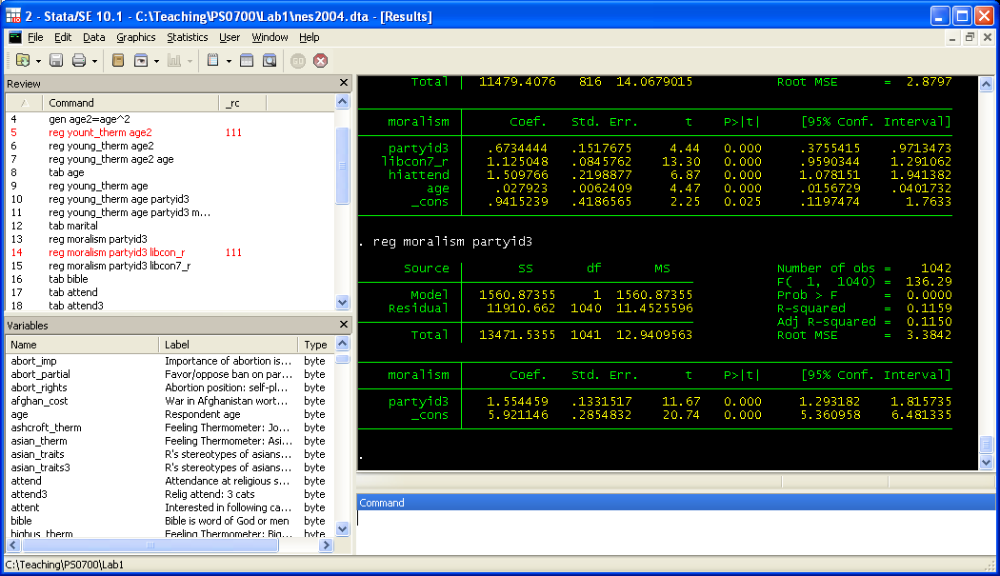 2 - Stata/SE 10.1 - C:\Teaching\PS0700\Lab1\nes2004.dta - [Results]
File Edit Data Graphics Statistics User Window Help
Review
Command _rc
4 gen age2=age^2
5 reg yount_therm age2 111
6 reg young_therm age2
7 reg young_therm age2 age
8 tab age
9 reg young_therm age
10 reg young_therm age partyid3
11 reg young_therm age partyid3 m...
12 tab marital
13 reg moralism partyid3
14 reg moralism partyid3 libcon_r 111
15 reg moralism partyid3 libcon7_r
16 tab bible
17 tab attend
18 tab attend3
Variables
Name Label Type
abort_imp Importance of abortion is... byte
abort_partial Favor/oppose ban on par... byte
abort_rights Abortion position: self-pl... byte
afghan_cost War in Afghanistan wort... byte
age Respondent age byte
ashcroft_therm Feeling Thermometer: Jo... byte
asian_therm Feeling Thermometer: Asi... byte
asian_traits R's stereotypes of asians... byte
asian_traits3 R's stereotypes of asians... byte
attend Attendance at religious s... byte
attend3 Relig attend: 3 cats byte
attent Interested in following ca... byte
bible Bible is word of God or men byte
bigbus_therm Feeling Thermometer: Big... byte
Total | 11479.4076 816 14.0679015 Root MSE = 2.8797
moralism | Coef. Std. Err. t P>|t| [95% Conf. Interval]
partyid3 | .6734444 .1517675 4.44 0.000 .3755415 .9713473
libcon7_r | 1.125048 .0845762 13.30 0.000 .9590344 1.291062
hiattend | 1.509766 .2198877 6.87 0.000 1.078151 1.941382
age | .027923 .0062409 4.47 0.000 .0156729 .0401732
_cons | .9415239 .4186565 2.25 0.025 .1197474 1.7633
. reg moralism partyid3
Source | SS df MS Number of obs = 1042
F( 1, 1040) = 136.29
Model | 1560.87355 1 1560.87355 Prob > F = 0.0000
Residual | 11910.662 1040 11.4525596 R-squared = 0.1159
Adj R-squared = 0.1150
Total | 13471.5355 1041 12.9409563 Root MSE = 3.3842
moralism | Coef. Std. Err. t P>|t| [95% Conf. Interval]
partyid3 | 1.554459 .1331517 11.67 0.000 1.293182 1.815735
_cons | 5.921146 .2854832 20.74 0.000 5.360958 6.481335
.
Command
C:\Teaching\PS0700\Lab1